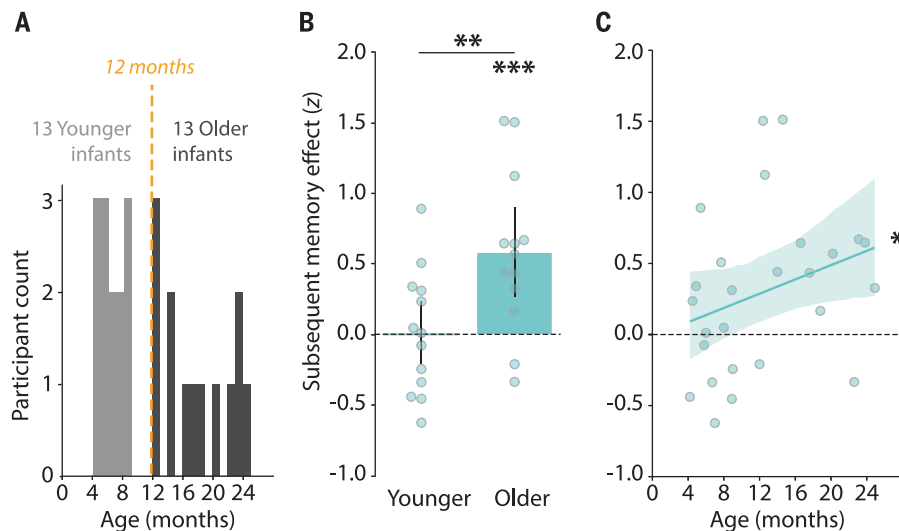 A
12 months
13 Younger
infants
13 Older
infants
3
2
1
0
Participant count
0 4 8 12 16 20 24
Age (months)
B
Subsequent memory effect (z)
2.0
1.5
1.0
0.5
0.0
-0.5
-1.0
**
***
Younger Older
C
2.0
1.5
1.0
0.5
0.0
-0.5
-1.0
*
0 4 8 12 16 20 24
Age (months)